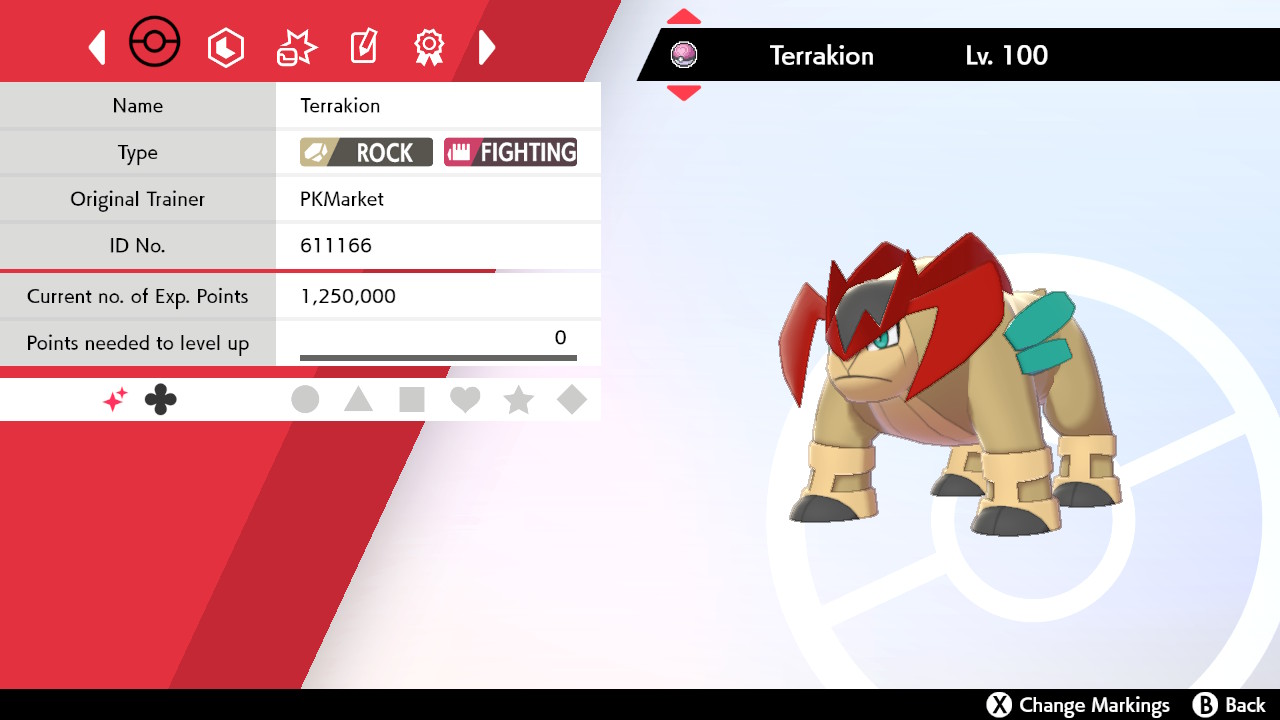 Terrakion Lv. 100
Name Terrakion
Type ROCK FIGHTING
Original Trainer PKMarket
ID No. 611166
Current no. of Exp. Points 1,250,000
Points needed to level up 0
X Change Markings B Back